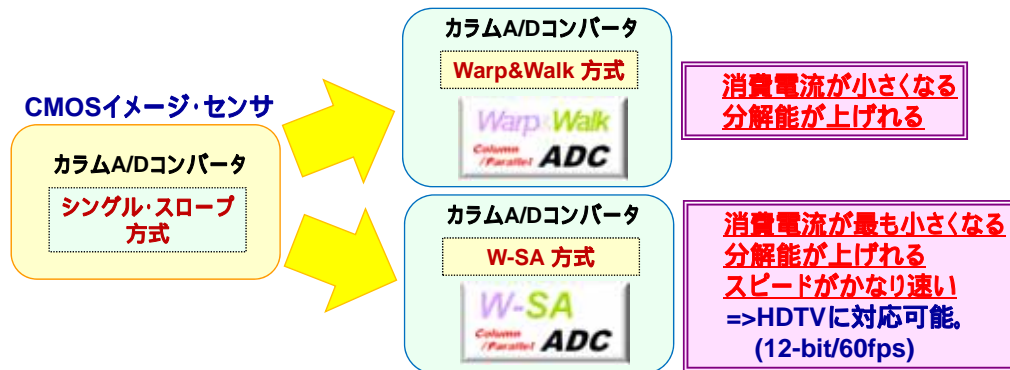 CMOSイメージ・センサ
カラムA/Dコンバータ
シングル・スロープ
方式
カラムA/Dコンバータ
Warp&Walk 方式
Warp&Walk
Column
/Parallel ADC
消費電流が小さくなる
分解能が上げれる
カラムA/Dコンバータ
W-SA 方式
W-SA
Column
/Parallel ADC
消費電流が最も小さくなる
分解能が上げれる
スピードがかなり速い
=>HDTVに対応可能。
(12-bit/60fps)